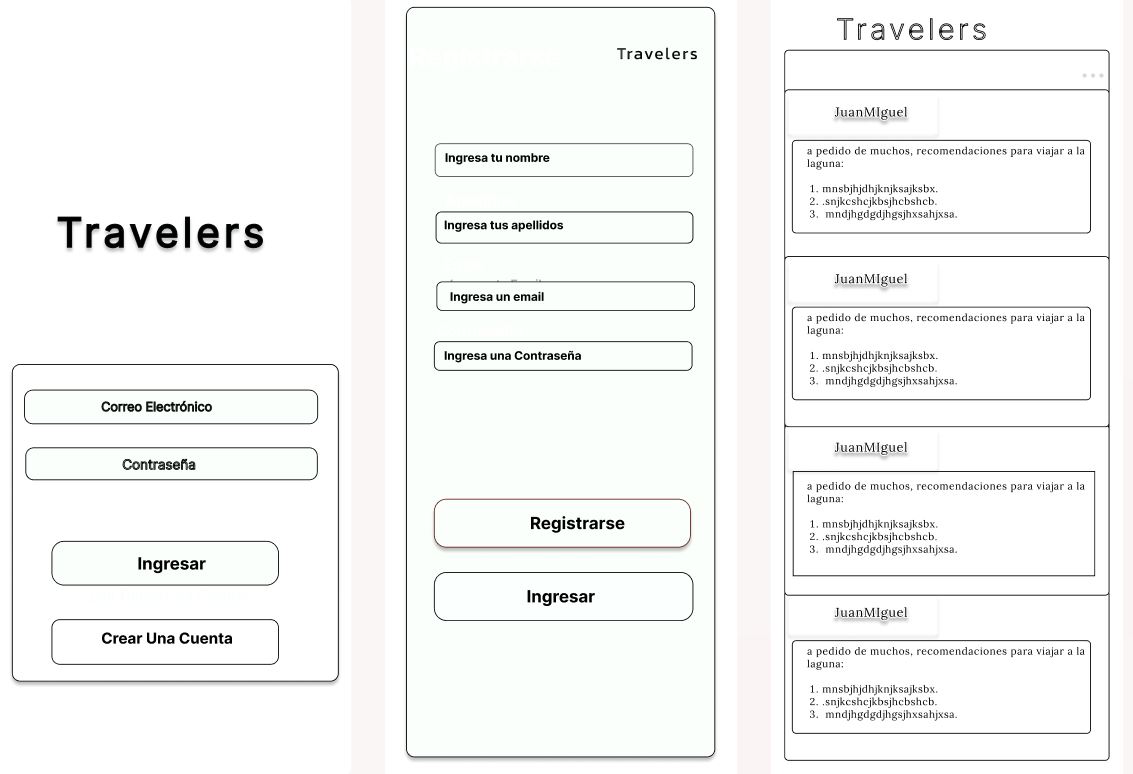 Travelers
Correo Electrónico
Contraseña
Ingresar
Crear Una Cuenta
Travelers
Ingresa tu nombre
Ingresa tus apellidos
Ingresa un email
Ingresa una Contraseña
Registrarse
Ingresar
Travelers
JuanMIguel
a pedido de muchos, recomendaciones para viajar a la
laguna:
1. mnsbjhjdhjknjksajksbx.
2. .snjkcshcjkbsjhcbshcb.
3. mndjhgdgdjhgsjhxsahjxsa.
JuanMIguel
a pedido de muchos, recomendaciones para viajar a la
laguna:
1. mnsbjhjdhjknjksajksbx.
2. .snjkcshcjkbsjhcbshcb.
3. mndjhgdgdjhgsjhxsahjxsa.
JuanMIguel
a pedido de muchos, recomendaciones para viajar a la
laguna:
1. mnsbjhjdhjknjksajksbx.
2. .snjkcshcjkbsjhcbshcb.
3. mndjhgdgdjhgsjhxsahjxsa.
JuanMIguel
a pedido de muchos, recomendaciones para viajar a la
laguna:
1. mnsbjhjdhjknjksajksbx.
2. .snjkcshcjkbsjhcbshcb.
3. mndjhgdgdjhgsjhxsahjxsa.